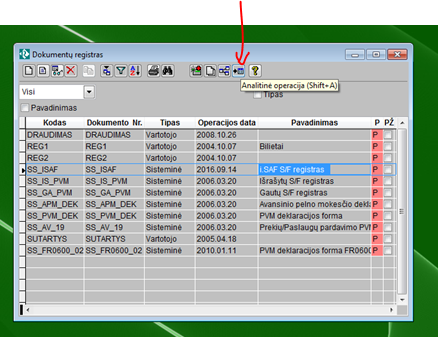 Dokumentų registras
Analitinė operacija (Shift+A)
Visi
Tipas
Pavadinimas
Kodas Dokumento Nr. Tipas Operacijos data Pavadinimas P PŽ
DRAUDIMAS DRAUDIMAS Vartotojo 2008.10.26 P
REG1 REG1 Vartotojo 2004.10.07 Bilietai P
REG2 REG2 Vartotojo 2004.10.07 P
SS_ISAF SS_ISAF Sisteminė 2016.09.14 i.SAF S/F registras P
SS_IS_PVM SS_IS_PVM Sisteminė 2006.03.20 Išrašytų S/F registras P
SS_GA_PVM SS_GA_PVM Sisteminė 2006.03.20 Gautų S/F registras P
SS_APM_DEK SS_APM_DEK Sisteminė 2006.03.20 Avansinio pelno mokesčio dekla P
SS_PVM_DEK SS_PVM_DEK Sisteminė 2006.03.20 PVM deklaracijos forma P
SS_AV_19 SS_AV_19 Sisteminė 2006.03.20 Prekių/Paslaugų pardavimo PVM P
SUTARTYS SUTARTYS Vartotojo 2005.04.18 P
SS_FR0600_02 SS_FR0600_02 Sisteminė 2010.01.11 PVM deklaracijos forma FR0600 P